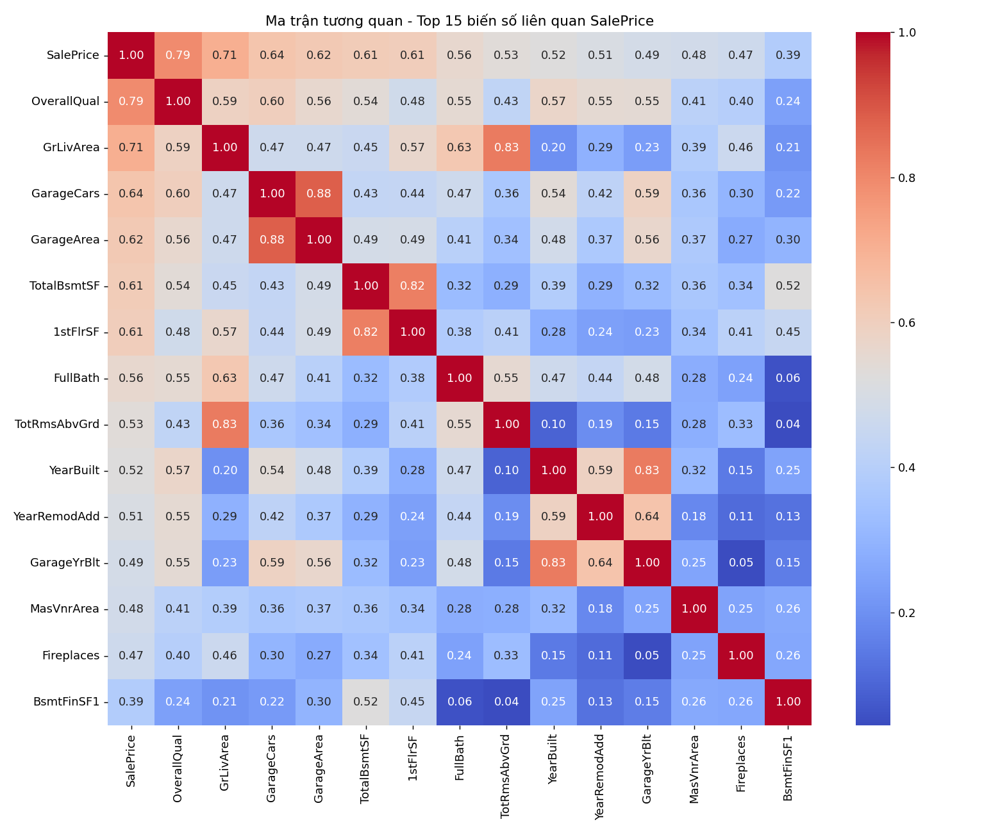 Ma trận tương quan - Top 15 biến số liên quan SalePrice
SalePrice 1.00 0.79 0.71 0.64 0.62 0.61 0.61 0.56 0.53 0.52 0.51 0.49 0.48 0.47 0.39
OverallQual 0.79 1.00 0.59 0.60 0.56 0.54 0.48 0.55 0.43 0.57 0.55 0.55 0.41 0.40 0.24
GrLivArea 0.71 0.59 1.00 0.47 0.47 0.45 0.57 0.63 0.83 0.20 0.29 0.23 0.39 0.46 0.21
GarageCars 0.64 0.60 0.47 1.00 0.88 0.43 0.44 0.47 0.36 0.54 0.42 0.59 0.36 0.30 0.22
GarageArea 0.62 0.56 0.47 0.88 1.00 0.49 0.49 0.41 0.34 0.48 0.37 0.56 0.37 0.27 0.30
TotalBsmtSF 0.61 0.54 0.45 0.43 0.49 1.00 0.82 0.32 0.29 0.39 0.29 0.32 0.36 0.34 0.52
1stFlrSF 0.61 0.48 0.57 0.44 0.49 0.82 1.00 0.38 0.41 0.28 0.24 0.23 0.34 0.41 0.45
FullBath 0.56 0.55 0.63 0.47 0.41 0.32 0.38 1.00 0.55 0.47 0.44 0.48 0.28 0.24 0.06
TotRmsAbvGrd 0.53 0.43 0.83 0.36 0.34 0.29 0.41 0.55 1.00 0.10 0.19 0.15 0.28 0.33 0.04
YearBuilt 0.52 0.57 0.20 0.54 0.48 0.39 0.28 0.47 0.10 1.00 0.59 0.83 0.32 0.15 0.25
YearRemodAdd 0.51 0.55 0.29 0.42 0.37 0.29 0.24 0.44 0.19 0.59 1.00 0.64 0.18 0.11 0.13
GarageYrBlt 0.49 0.55 0.23 0.59 0.56 0.32 0.23 0.48 0.15 0.83 0.64 1.00 0.25 0.05 0.15
MasVnrArea 0.48 0.41 0.39 0.36 0.37 0.36 0.34 0.28 0.28 0.32 0.18 0.25 1.00 0.25 0.26
Fireplaces 0.47 0.40 0.46 0.30 0.27 0.34 0.41 0.24 0.33 0.15 0.11 0.05 0.25 1.00 0.26
BsmtFinSF1 0.39 0.24 0.21 0.22 0.30 0.52 0.45 0.06 0.04 0.25 0.13 0.15 0.26 0.26 1.00
SalePrice
OverallQual
GrLivArea
GarageCars
GarageArea
TotalBsmtSF
1stFlrSF
FullBath
TotRmsAbvGrd
YearBuilt
YearRemodAdd
GarageYrBlt
MasVnrArea
Fireplaces
BsmtFinSF1
1.0
0.8
0.6
0.4
0.2